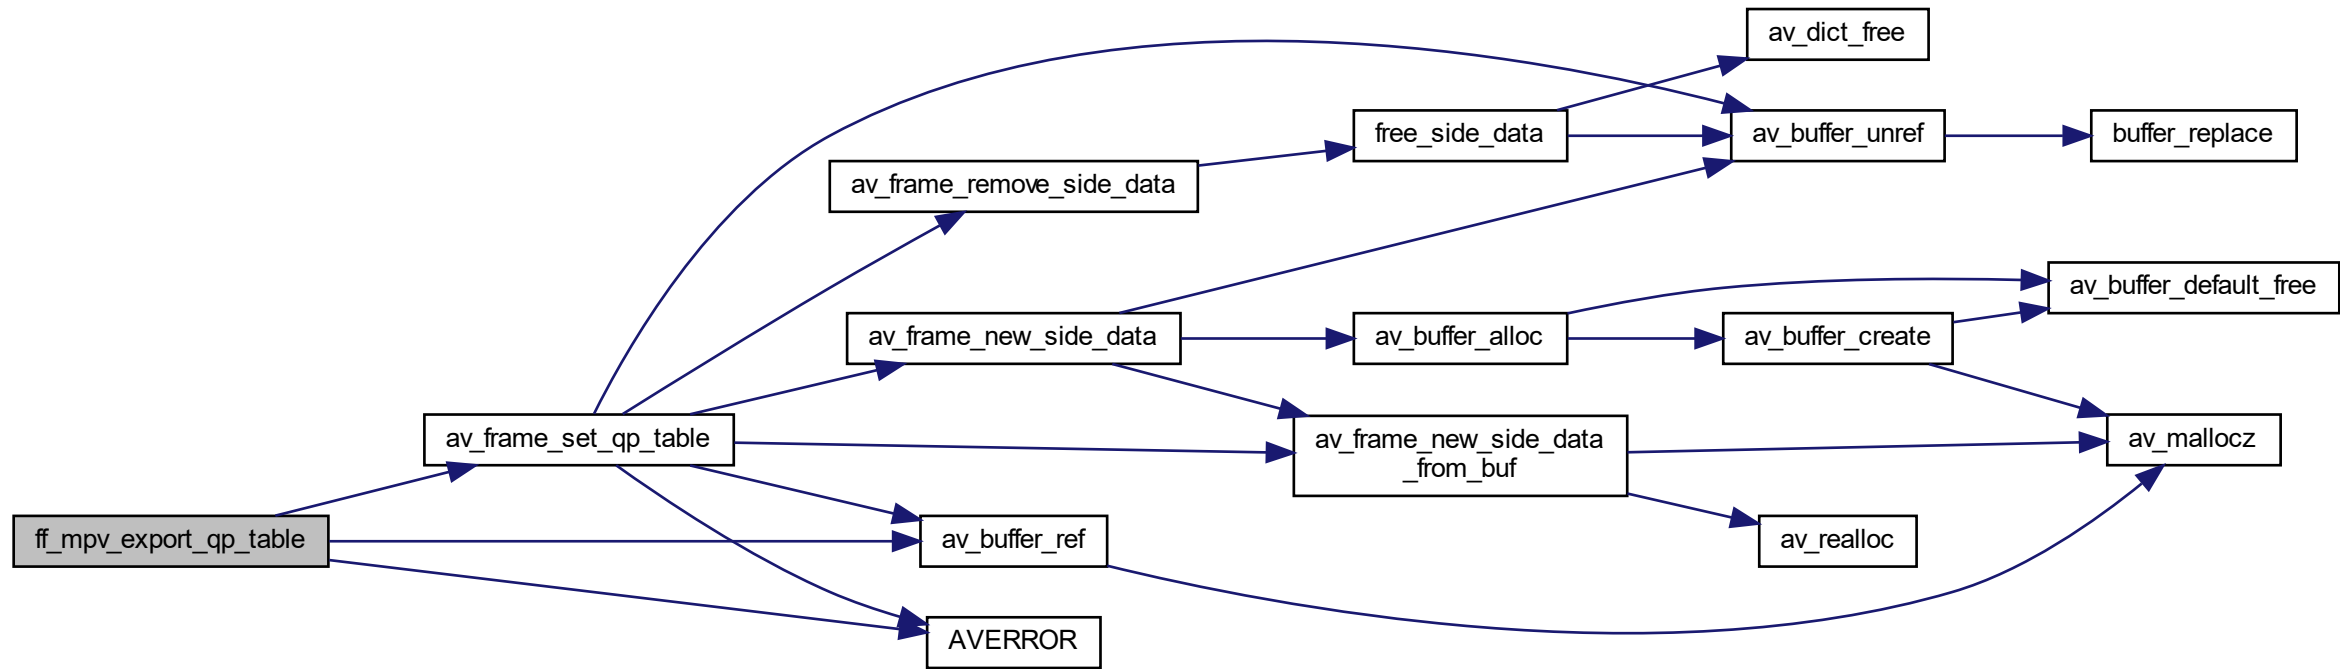 av_dict_free
free_side_data
av_buffer_unref
buffer_replace
av_frame_remove_side_data
av_buffer_default_free
av_frame_new_side_data
av_buffer_alloc
av_buffer_create
av_frame_set_qp_table
av_frame_new_side_data
_from_buf
av_mallocz
ff_mpv_export_qp_table
av_buffer_ref
av_realloc
AVERROR